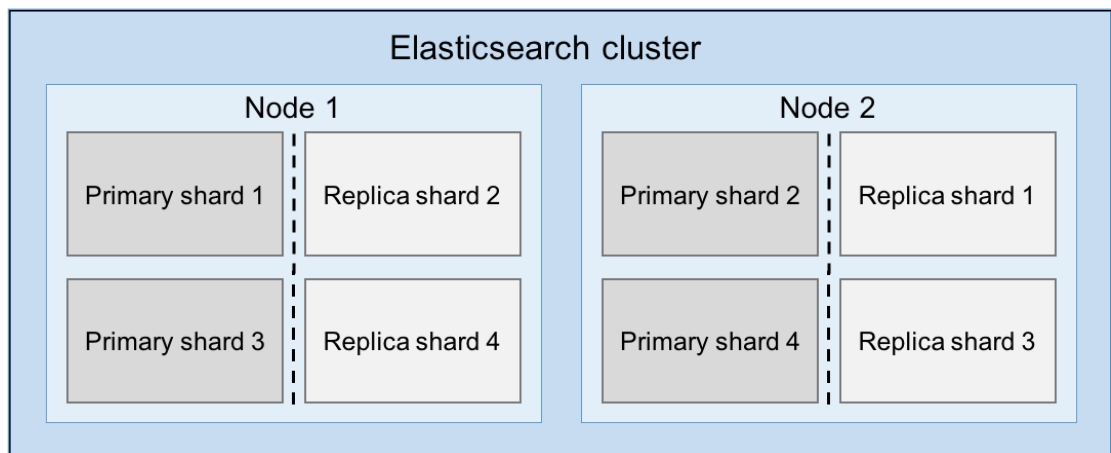 Elasticsearch cluster
Node 1
Primary shard 1
Replica shard 2
Primary shard 3
Replica shard 4
Node 2
Primary shard 2
Replica shard 1
Primary shard 4
Replica shard 3